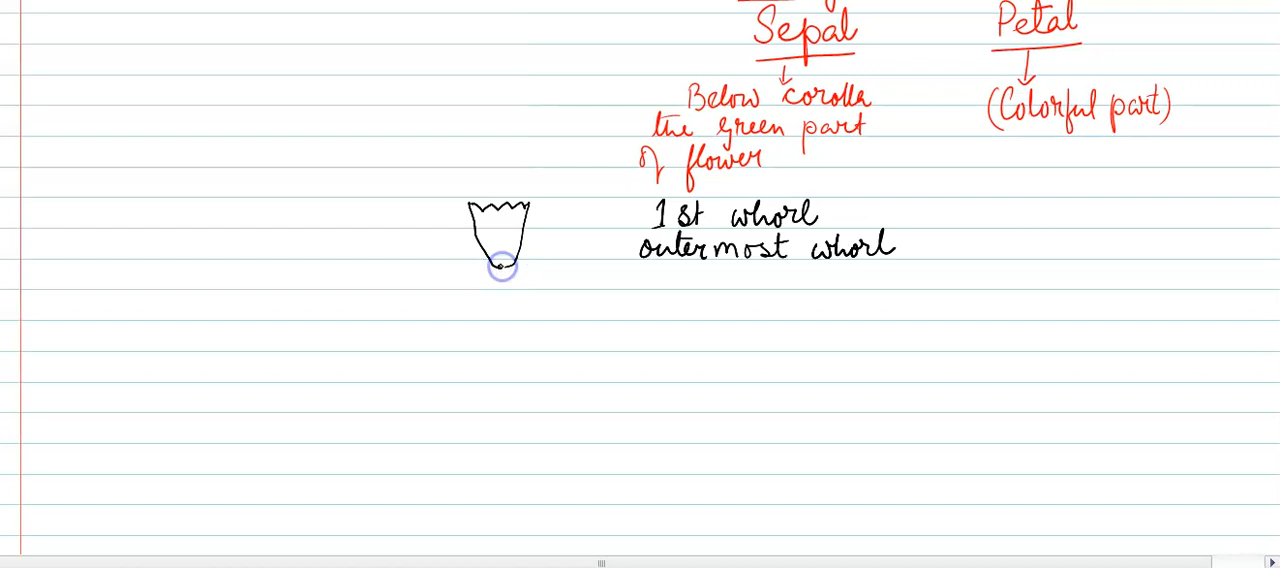 Sepal Petal
Below corolla (Colorful part)
the green part
of flower
1st whorl
outermost whorl